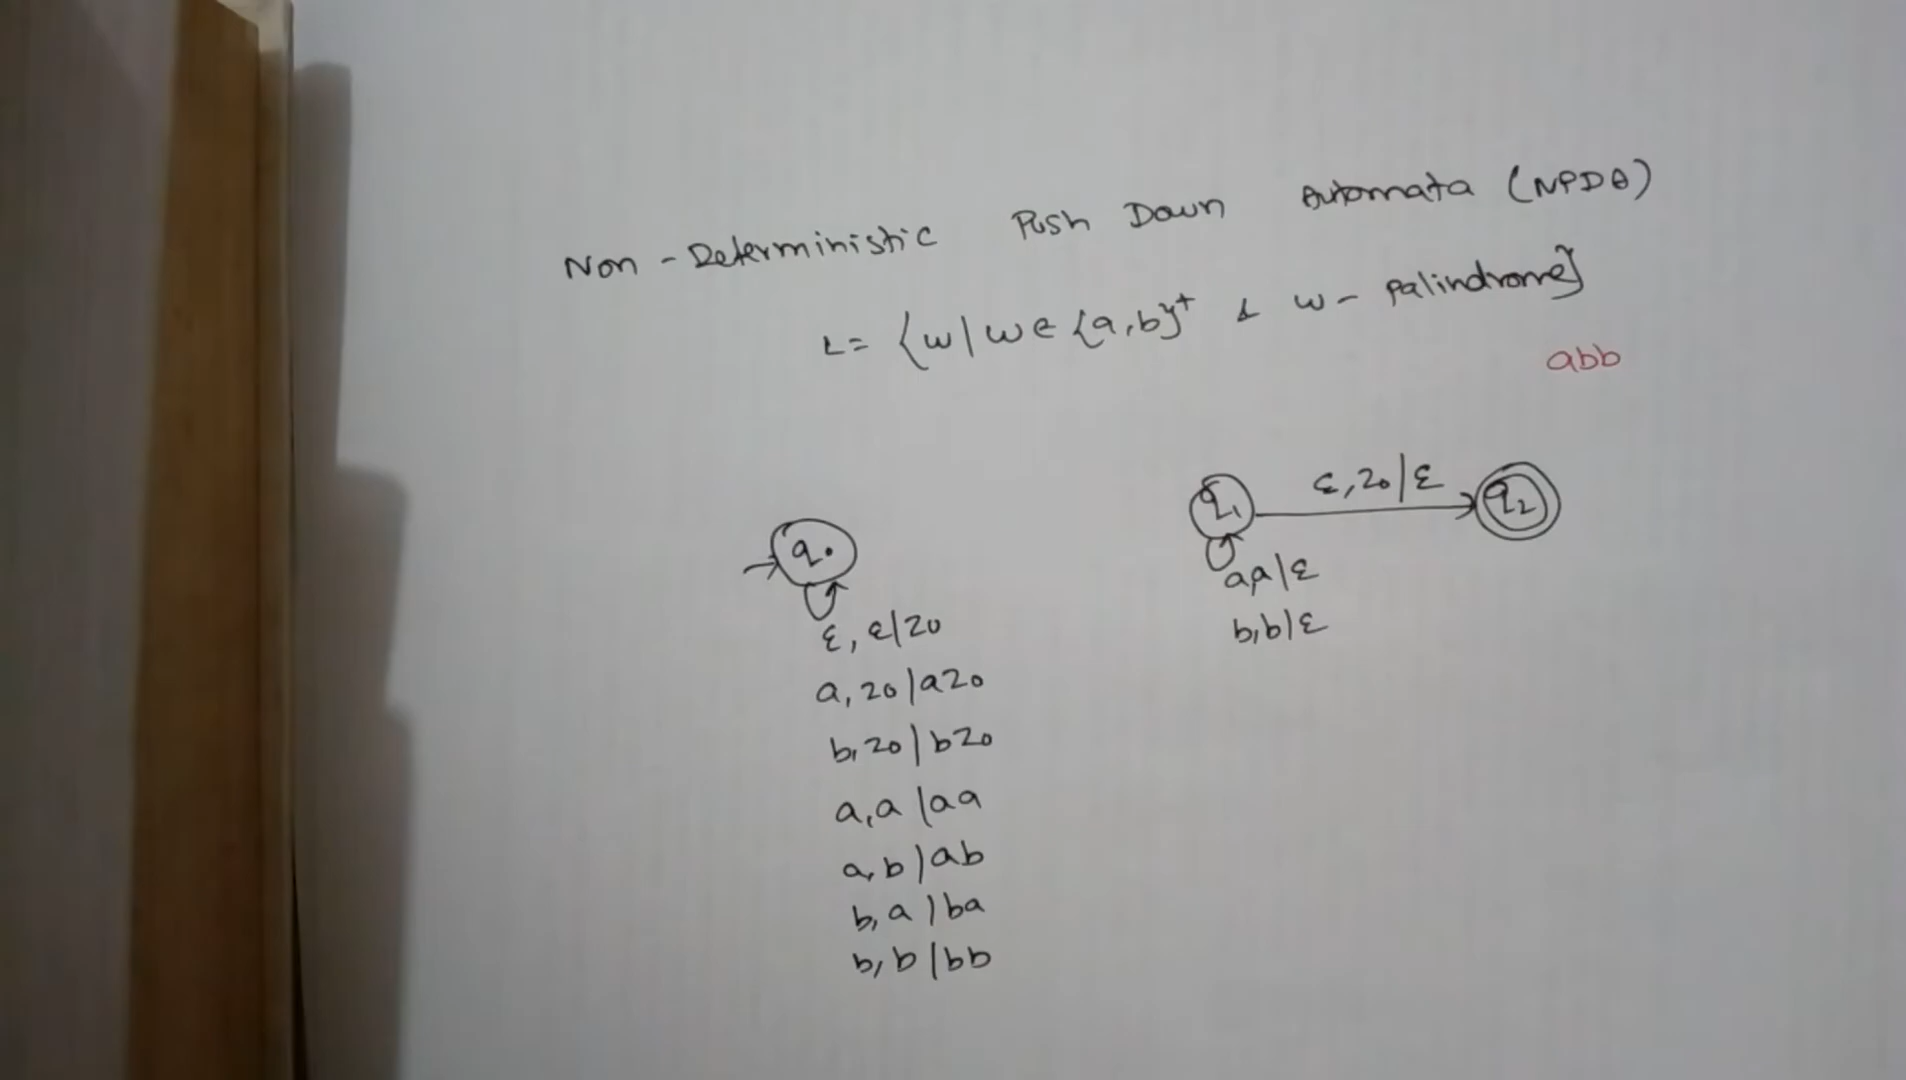 Non-Deterministic Push Down Automata (NPDA)
L= {w|w∈{a,b}⁺ & w- palindrome}
abb
q₀
ε, ε|z₀
a, z₀|az₀
b, z₀|bz₀
a,a|aa
a,b|ab
b,a|ba
b,b|bb
q₁
ε,z₀|ε
q₂
a,a|ε
b,b|ε